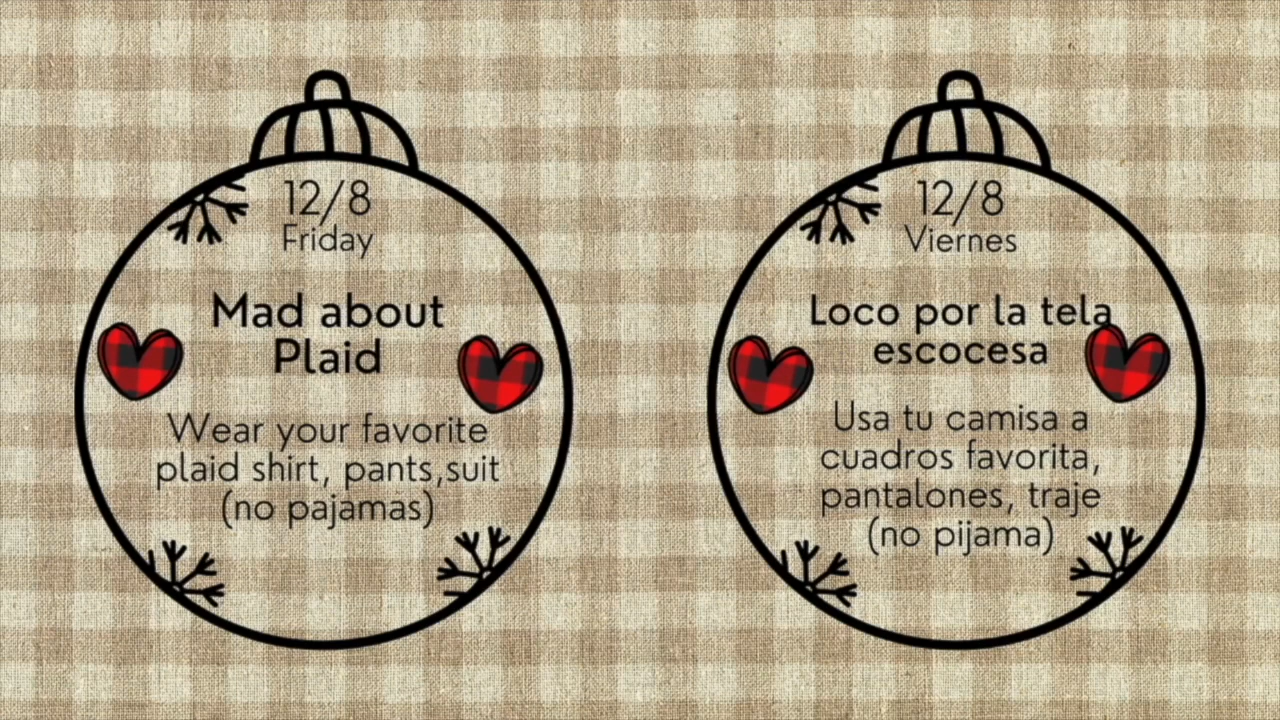 12/8
Friday
Mad about
Plaid
Wear your favorite
plaid shirt, pants,suit
(no pajamas)
12/8
Viernes
Loco por la tela
escocesa
Usa tu camisa a
cuadros favorita,
pantalones, traje
(no pijama)